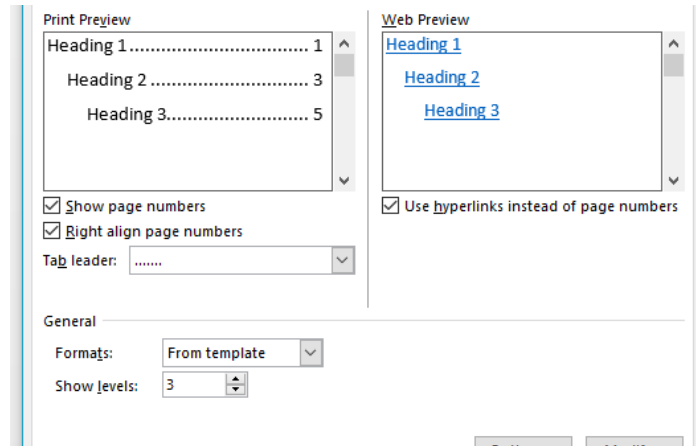 Print Preview
Heading 1.................................. 1
Heading 2 .............................. 3
Heading 3........................... 5
Show page numbers
Right align page numbers
Tab leader: .......
Web Preview
Heading 1
Heading 2
Heading 3
Use hyperlinks instead of page numbers
General
Formats: From template
Show levels: 3